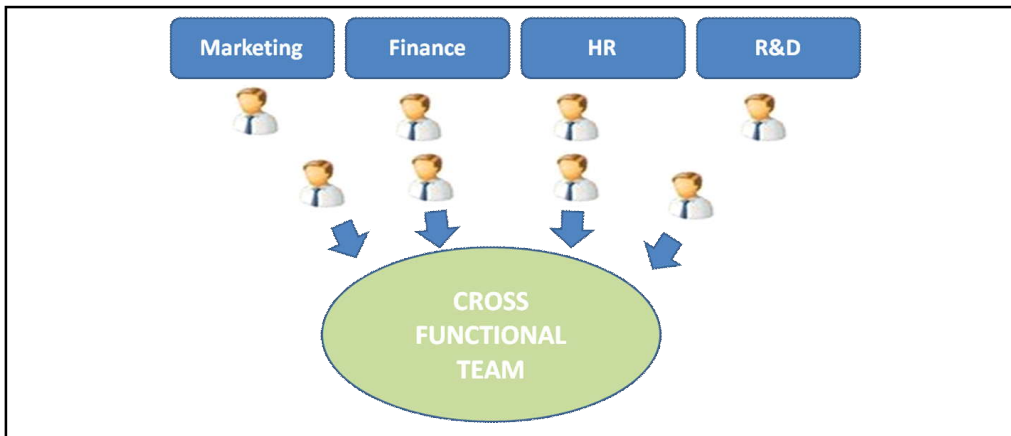 Marketing
Finance
HR
R&D
CROSS
FUNCTIONAL
TEAM